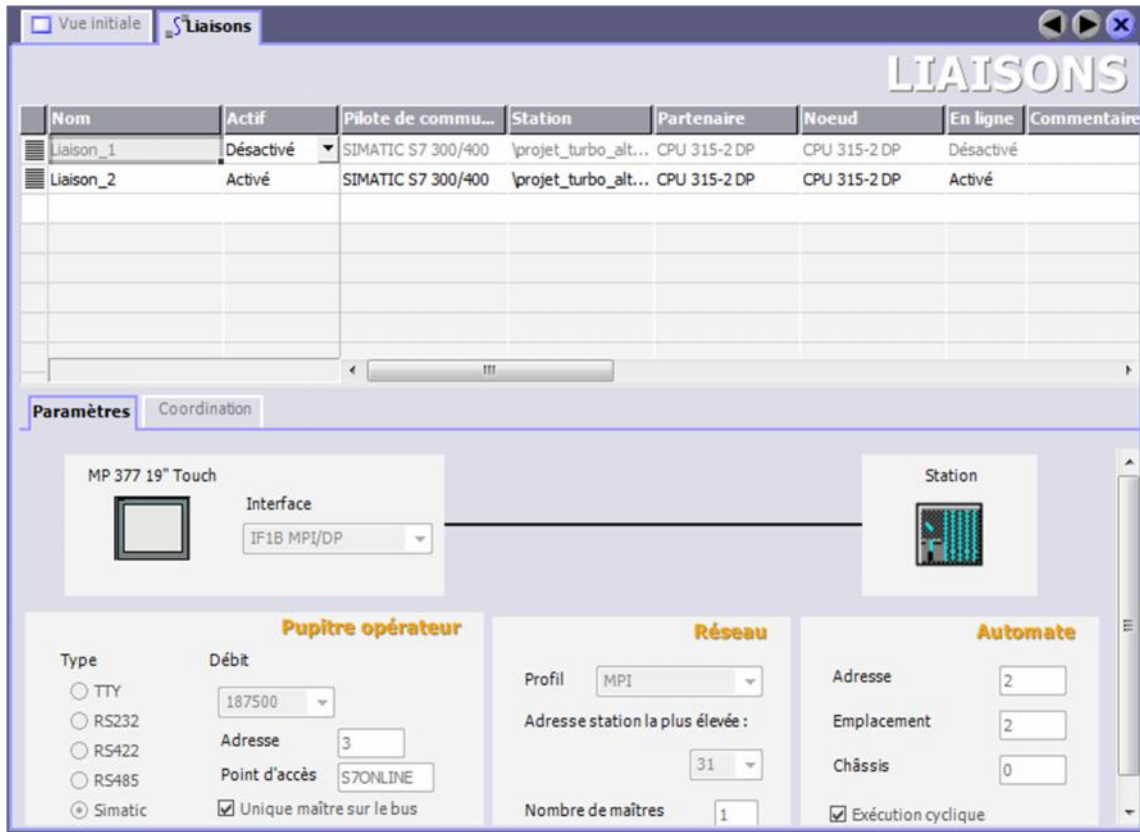 Vue initiale
Liaisons
LIAISONS
Nom Actif Pilote de commu... Station Partenaire Noeud En ligne Commentaire
Liaison_1 Désactivé SIMATIC S7 300/400 \projet_turbo_alt... CPU 315-2 DP CPU 315-2 DP Désactivé
Liaison_2 Activé SIMATIC S7 300/400 \projet_turbo_alt... CPU 315-2 DP CPU 315-2 DP Activé
Paramètres
Coordination
MP 377 19" Touch
Interface
IF1B MPI/DP
Station
Pupitre opérateur
Type
TTY
RS232
RS422
RS485
Simatic
Débit
187500
Adresse 3
Point d'accès S7ONLINE
Unique maître sur le bus
Réseau
Profil MPI
Adresse station la plus élevée :
31
Nombre de maîtres 1
Automate
Adresse 2
Emplacement 2
Châssis 0
Exécution cyclique